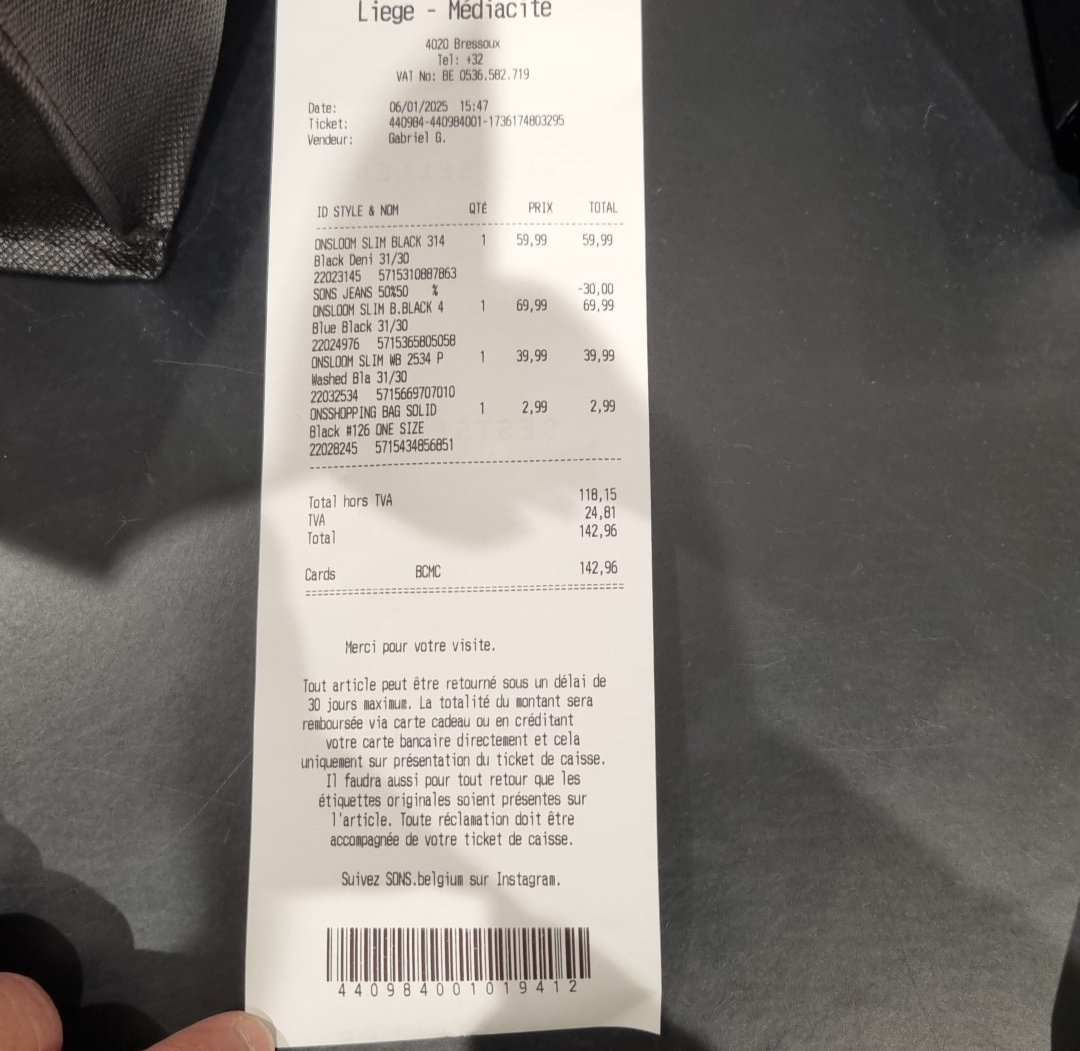 Liege - Médiacité
4020 Bressoux
Tel: +32
VAT No: BE 0536.582.719
Date: 06/01/2025 15:47
Ticket: 440984-440984001-1736174803295
Vendeur: Gabriel G.
ID STYLE & NOM QTÉ PRIX TOTAL
ONSLOOM SLIM BLACK 314 1 59,99 59,99
Black Deni 31/30
22023145 5715310887863
SONS JEANS 50%50 % -30,00
ONSLOOM SLIM B.BLACK 4 1 69,99 69,99
Blue Black 31/30
22024976 5715365805058
ONSLOOM SLIM WB 2534 P 1 39,99 39,99
Washed Bla 31/30
22032534 5715669707010
ONSSHOPPING BAG SOLID 1 2,99 2,99
Black #126 ONE SIZE
22028245 5715434856851
Total hors TVA 118,15
TVA 24,81
Total 142,96
Cards BCMC 142,96
Merci pour votre visite.
Tout article peut être retourné sous un délai de
30 jours maximum. La totalité du montant sera
remboursée via carte cadeau ou en créditant
votre carte bancaire directement et cela
uniquement sur présentation du ticket de caisse.
Il faudra aussi pour tout retour que les
étiquettes originales soient présentes sur
l'article. Toute réclamation doit être
accompagnée de votre ticket de caisse.
Suivez SONS.belgium sur Instagram.
440984001019412